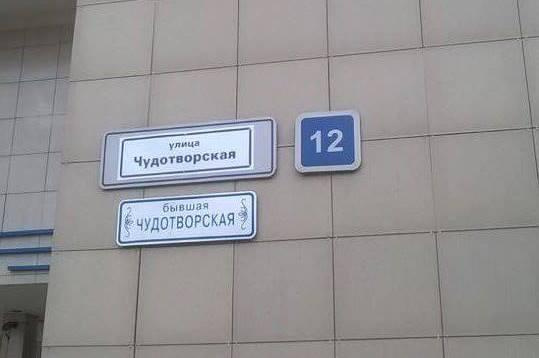 улица
Чудотворская
12
бывшая
ЧУДОТВОРСКАЯ